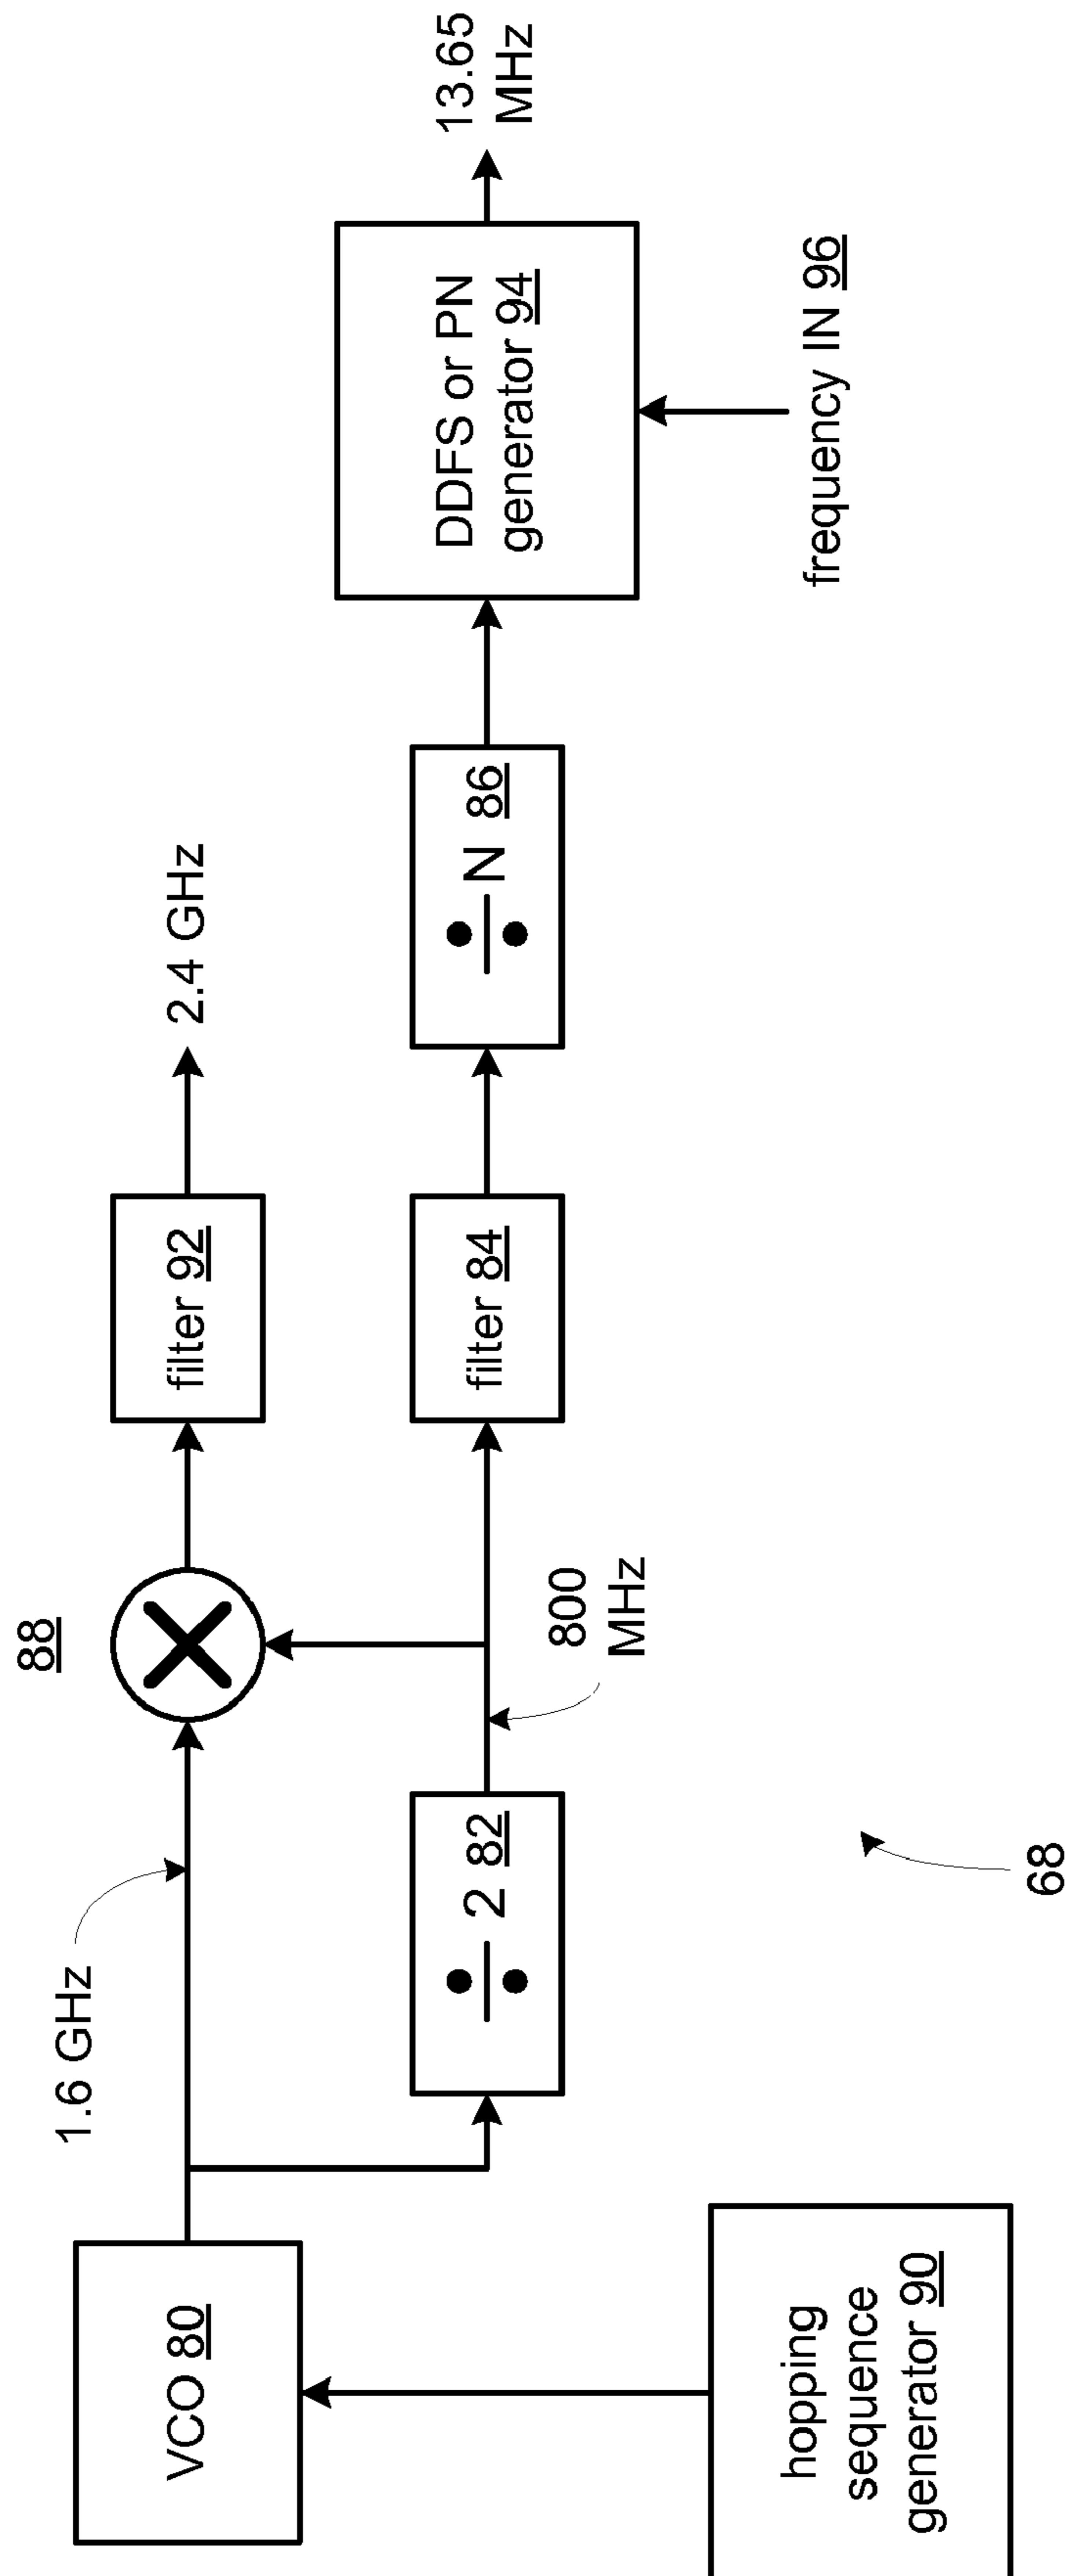 88
1.6 GHz
VCO 80
filter 92
2.4 GHz
÷ 2 82
800
MHz
filter 84
÷ N 86
DDFS or PN
generator 94
13.65
MHz
hopping
sequence
generator 90
frequency IN 96
68